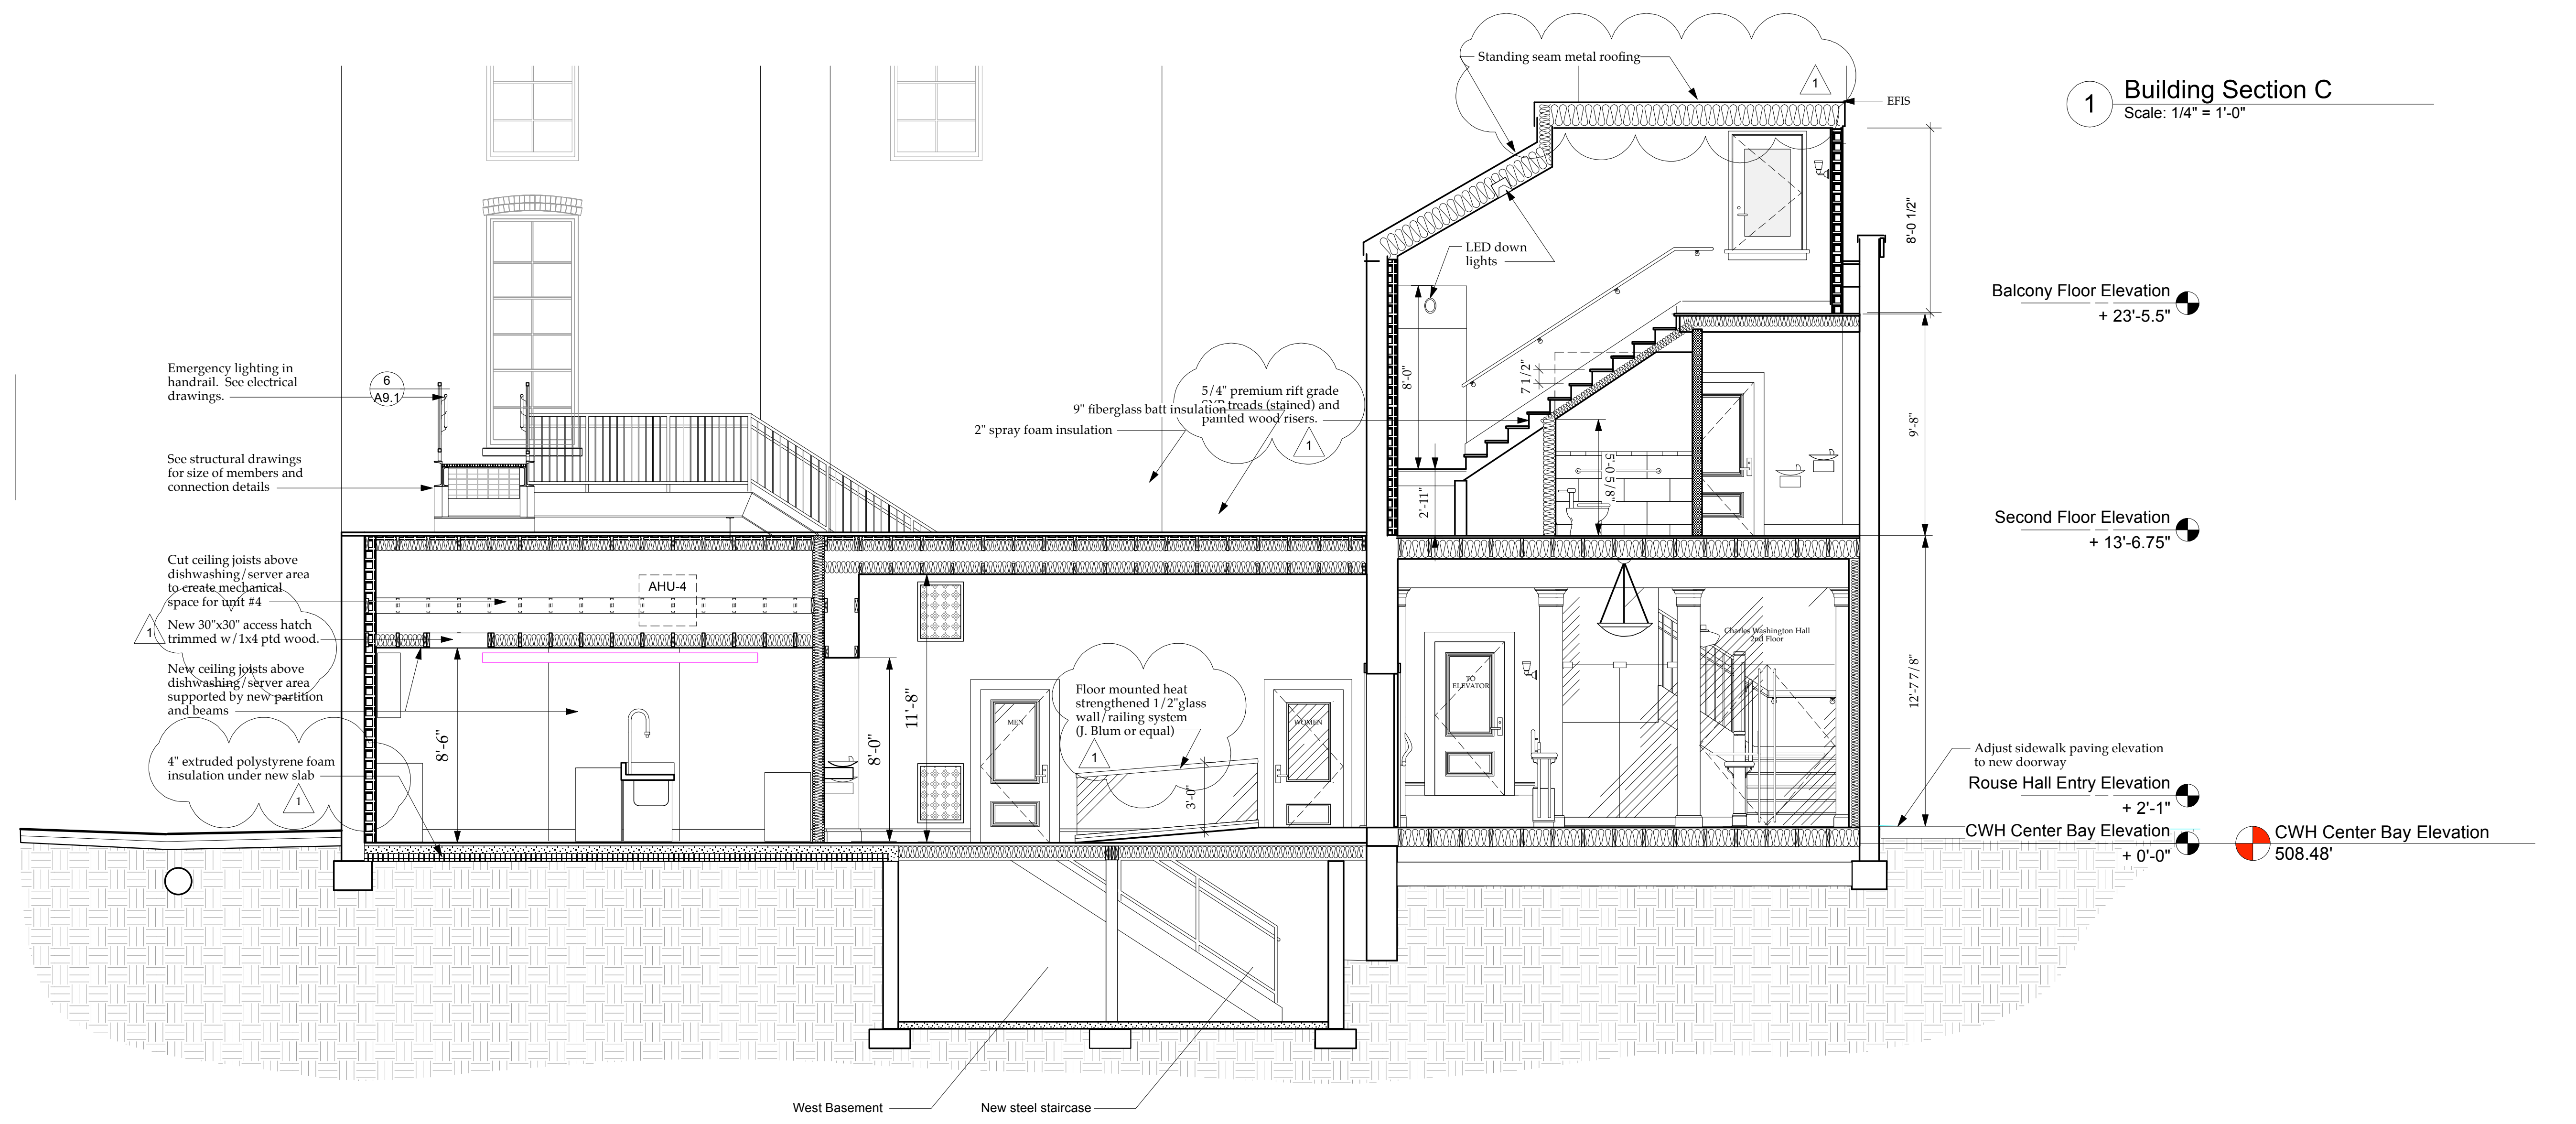 Standing seam metal roofing
1
EFIS
1
Building Section C
Scale: 1/4" = 1'-0"
8'-0 1/2"
LED down
lights
Balcony Floor Elevation
+ 23'-5.5"
Emergency lighting in
handrail. See electrical
drawings.
6
A9.1
5/4" premium rift grade
SYP treads (stained) and
painted wood risers.
1
9" fiberglass batt insulation
2" spray foam insulation
8'-0"
7 1/2"
9'-8"
See structural drawings
for size of members and
connection details
5'-0 5/8"
2'-11"
Second Floor Elevation
+ 13'-6.75"
Cut ceiling joists above
dishwashing/server area
to create mechanical
space for unit #4
AHU-4
1
New 30"x30" access hatch
trimmed w/1x4 ptd wood.
New ceiling joists above
dishwashing/server area
supported by new partition
and beams
8'-6"
8'-0"
11'-8"
MEN
Floor mounted heat
strengthened 1/2"glass
wall/railing system
(J. Blum or equal)
1
3'-0"
WOMEN
TO
ELEVATOR
Charles Washington Hall
2nd Floor
12'-7 7/8"
4" extruded polystyrene foam
insulation under new slab
1
Adjust sidewalk paving elevation
to new doorway
Rouse Hall Entry Elevation
+ 2'-1"
CWH Center Bay Elevation
+ 0'-0"
CWH Center Bay Elevation
508.48'
West Basement
New steel staircase